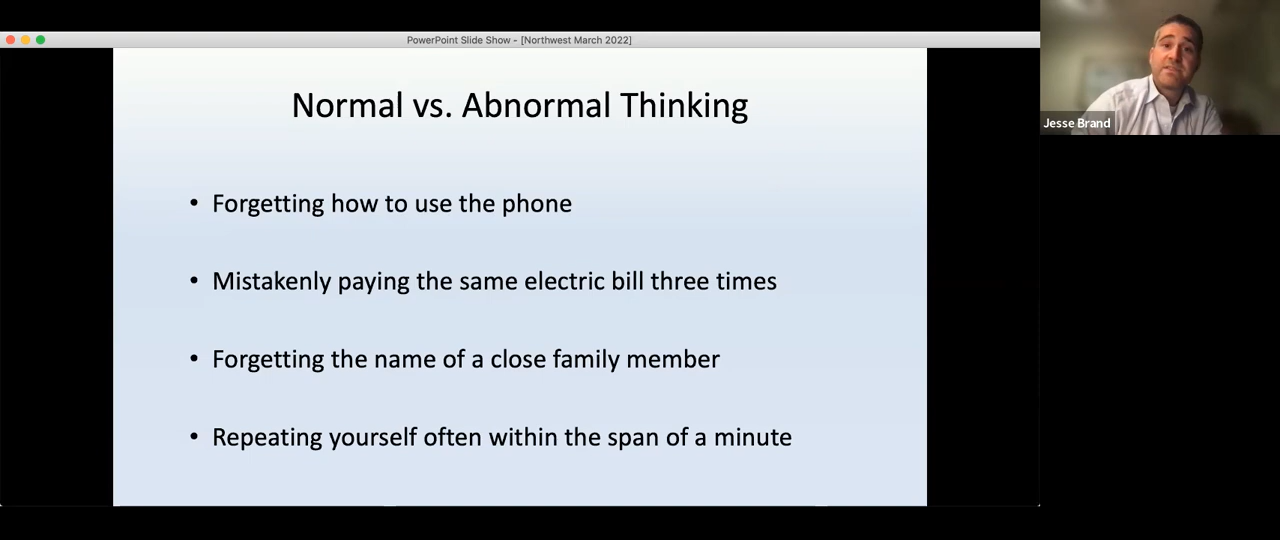 PowerPoint Slide Show - [Northwest March 2022]
Normal vs. Abnormal Thinking
• Forgetting how to use the phone
• Mistakenly paying the same electric bill three times
• Forgetting the name of a close family member
• Repeating yourself often within the span of a minute
Jesse Brand